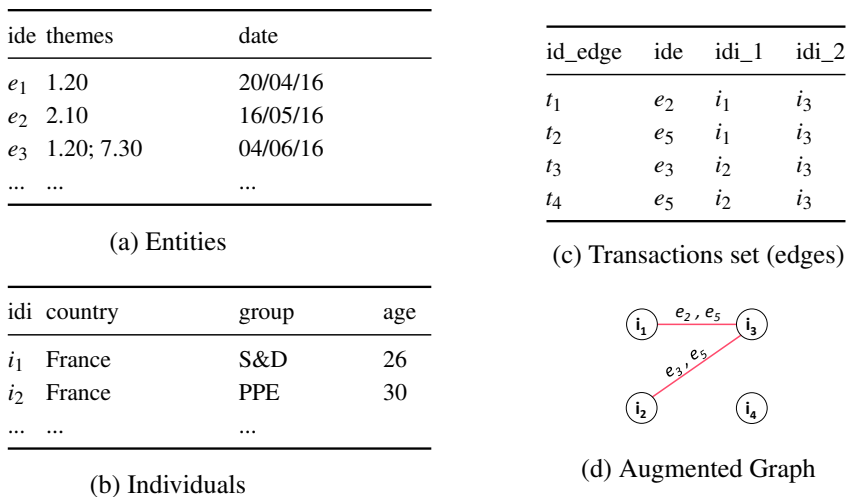 ide themes date
e1 1.20 20/04/16
e2 2.10 16/05/16
e3 1.20; 7.30 04/06/16
... ... ...
(a) Entities
idi country group age
i1 France S&D 26
i2 France PPE 30
... ... ...
(b) Individuals
id_edge ide idi_1 idi_2
t1 e2 i1 i3
t2 e5 i1 i3
t3 e3 i2 i3
t4 e5 i2 i3
(c) Transactions set (edges)
i1 e2 , e5 i3
e3, e5
i2 i4
(d) Augmented Graph